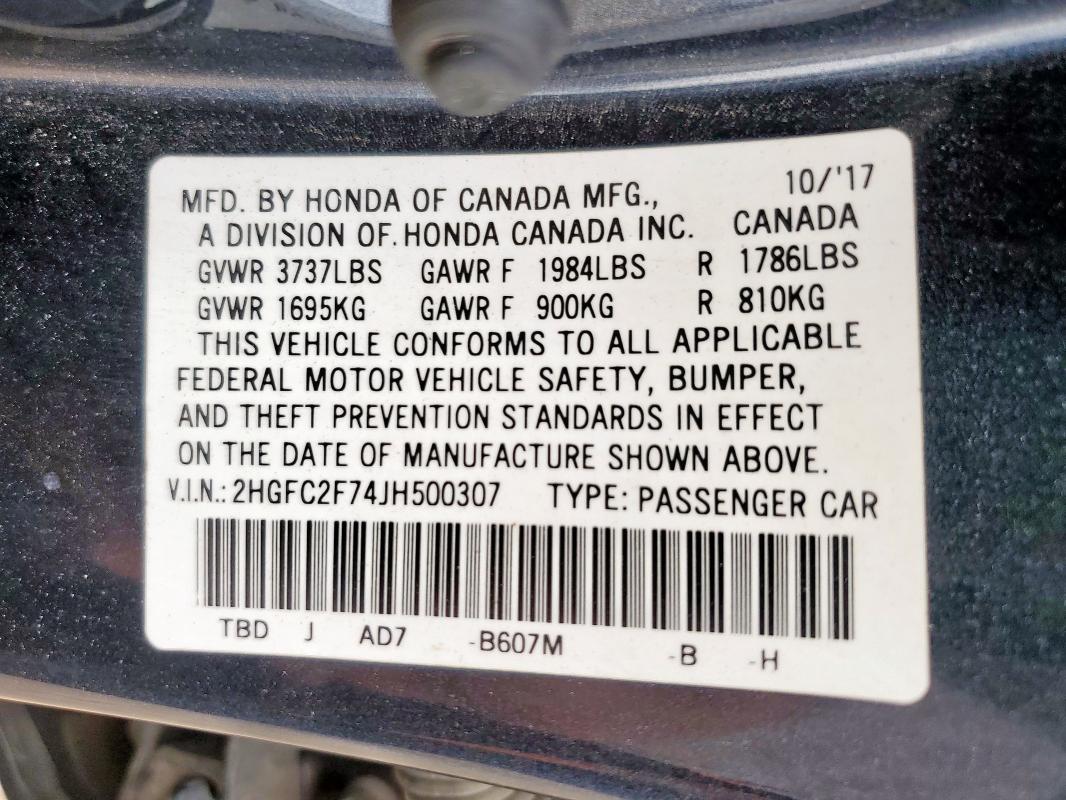 10/'17
MFD. BY HONDA OF CANADA MFG.,
A DIVISION OF. HONDA CANADA INC. CANADA
GVWR 3737LBS GAWR F 1984LBS R 1786LBS
GVWR 1695KG GAWR F 900KG R 810KG
THIS VEHICLE CONFORMS TO ALL APPLICABLE
FEDERAL MOTOR VEHICLE SAFETY, BUMPER,
AND THEFT PREVENTION STANDARDS IN EFFECT
ON THE DATE OF MANUFACTURE SHOWN ABOVE.
V.I.N.: 2HGFC2F74JH500307 TYPE: PASSENGER CAR
TBD J AD7 -B607M -B -H